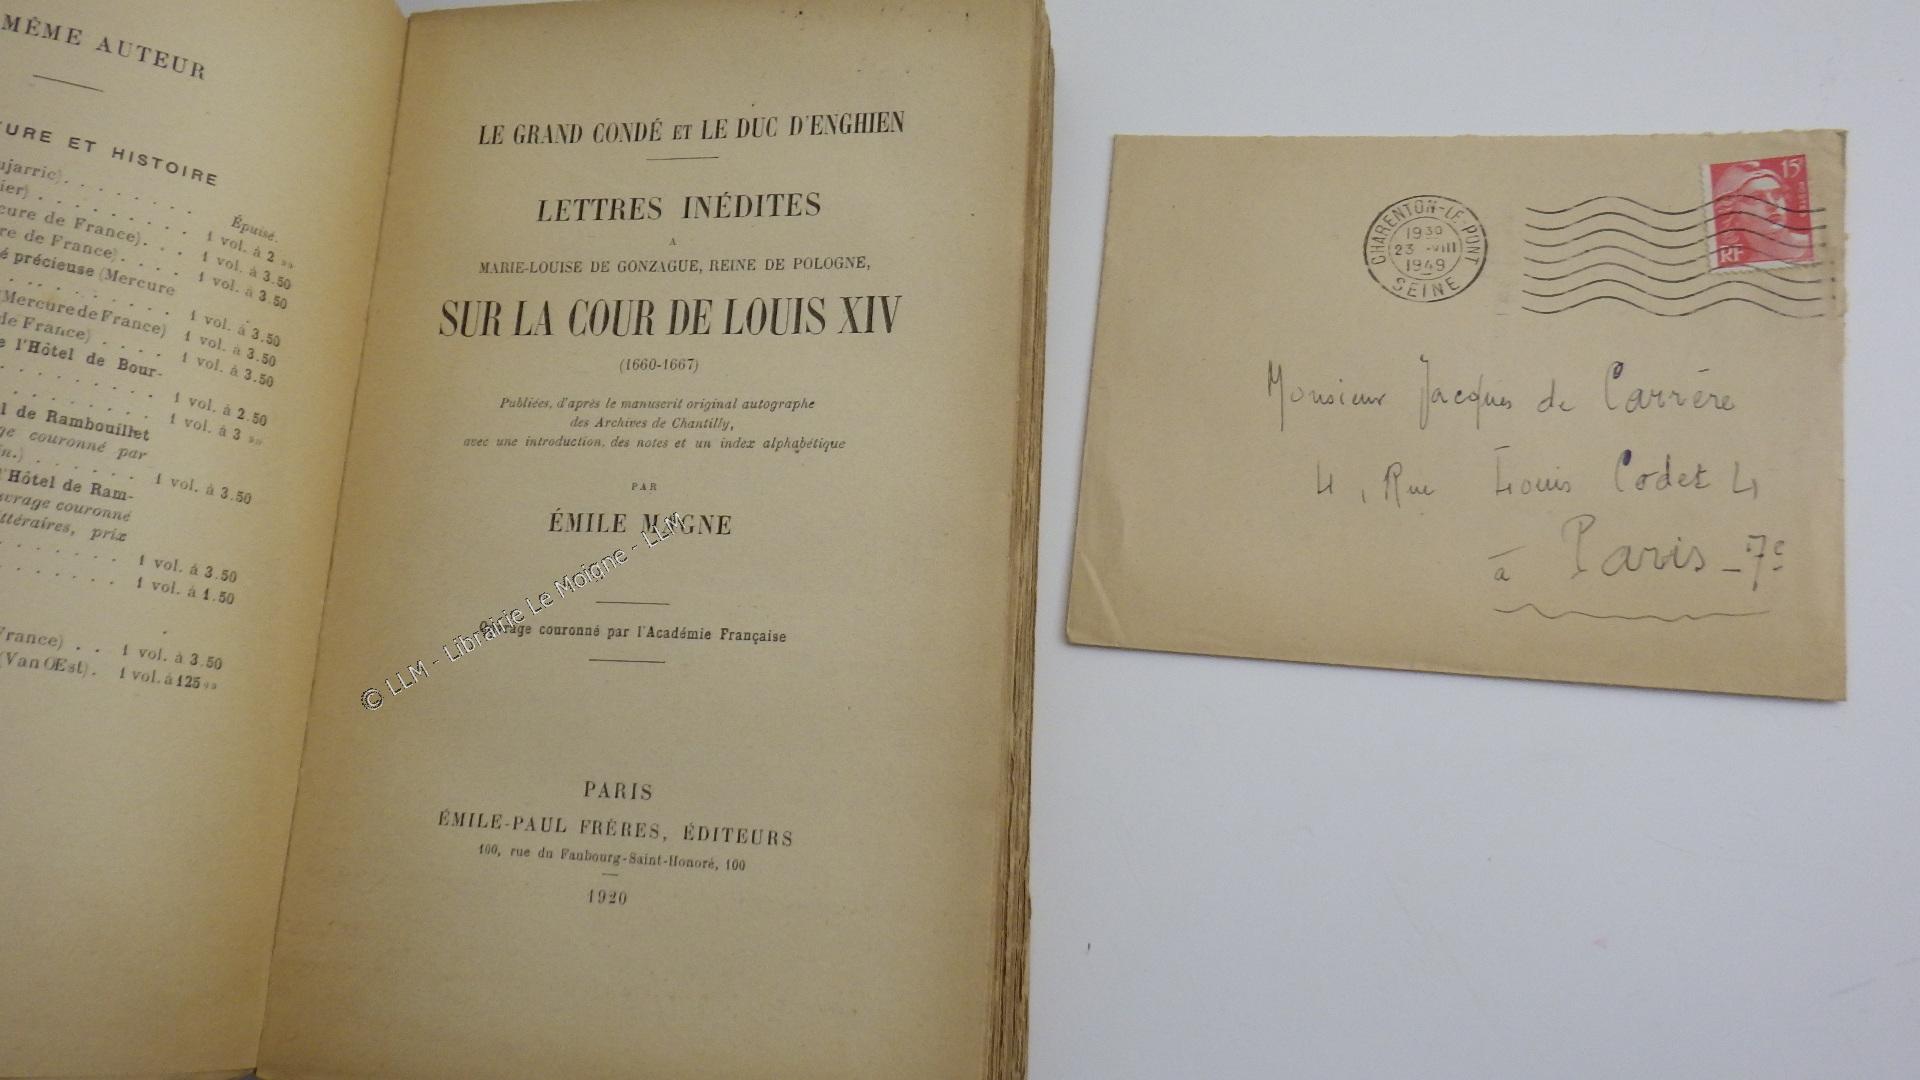 MÊME AUTEUR
TURE ET HISTOIRE
ujarric). . . . . . . . Épuisé.
ier) . . . . . . . . 1 vol. à 2 »»
cure de France). . . 1 vol. à 3.50
re de France). . . . 1 vol. à 3.50
é précieuse (Mercure
. . . . . . . . 1 vol. à 3.50
(Mercure de France) 1 vol. à 3.50
de France) . . . . 1 vol. à 3.50
e l'Hôtel de Bour-
. . . . . . . . 1 vol. à 2.50
. . . . . . . . 1 vol. à 3 »»
l de Rambouillet
ge couronné par
n.) . . . . . . 1 vol. à 3.50
l'Hôtel de Ram-
uvrage couronné
ttéraires, prix
. . . . . . . . 1 vol. à 3.50
. . . . . . . . 1 vol. à 1.50
France) . . 1 vol. à 3.50
(Van OEst). 1 vol. à 125 »»
LE GRAND CONDÉ ET LE DUC D'ENGHIEN
LETTRES INÉDITES
A
MARIE-LOUISE DE GONZAGUE, REINE DE POLOGNE,
SUR LA COUR DE LOUIS XIV
(1660-1667)
Publiées, d'après le manuscrit original autographe
des Archives de Chantilly,
avec une introduction, des notes et un index alphabétique
PAR
ÉMILE MAGNE
Ouvrage couronné par l'Académie Française
PARIS
ÉMILE-PAUL FRÈRES, ÉDITEURS
100, rue du Faubourg-Saint-Honoré, 100
1920
© LLM - Librairie Le Moigne - LLM
CHARENTON-LE-PONT
1930
23 -VIII
1949
SEINE
15F
RF
Monsieur Jacques de Carrère
4, Rue Louis Codet 4
à Paris - 7e